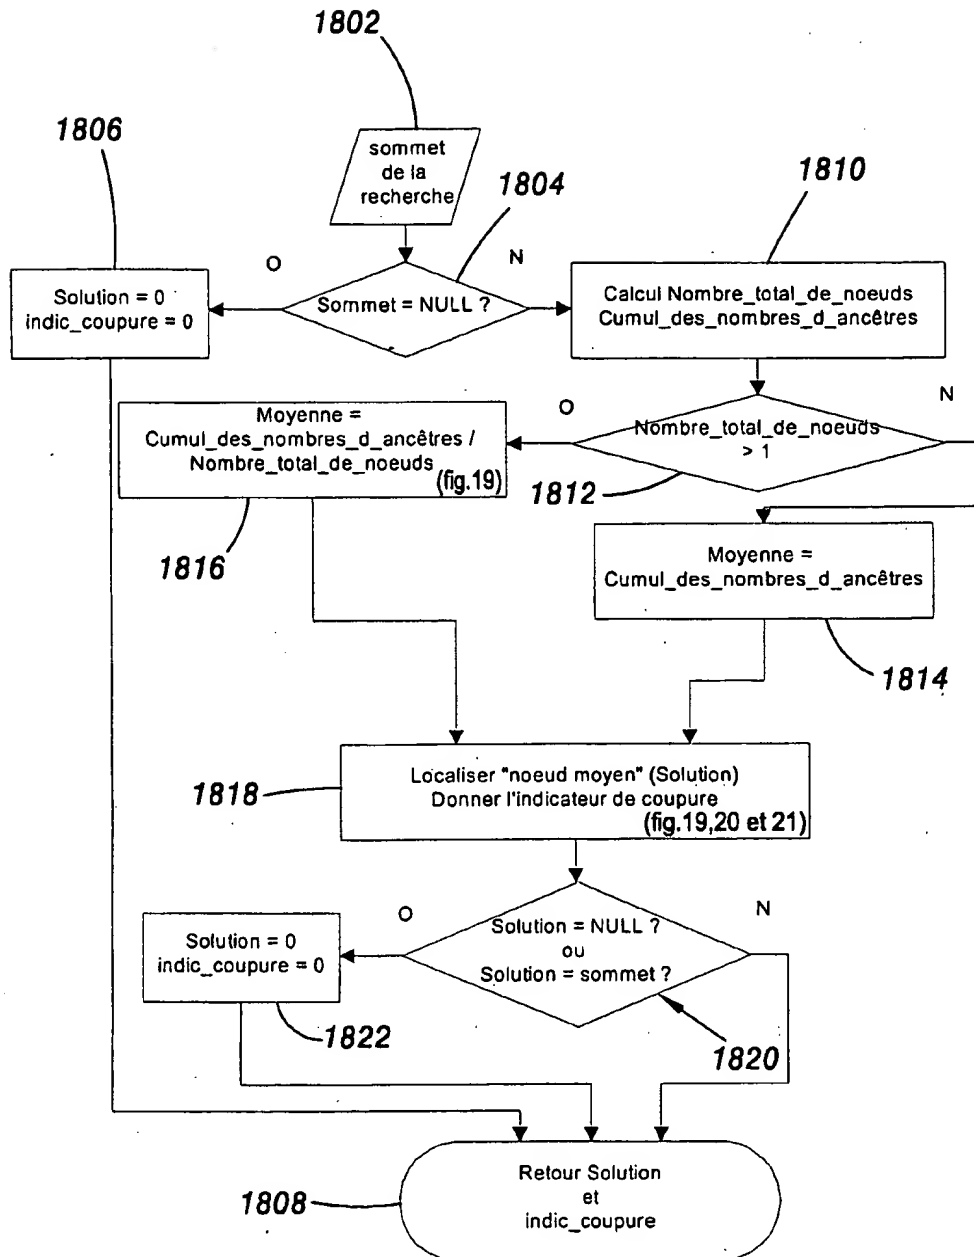 1802
1806
sommet
de la
recherche
1804
1810
O
N
Solution = 0
indic_coupure = 0
Sommet = NULL ?
Calcul Nombre_total_de_noeuds
Cumul_des_nombres_d_ancêtres
Moyenne =
Cumul_des_nombres_d_ancêtres /
Nombre_total_de_noeuds
(fig.19)
O
N
Nombre_total_de_noeuds
> 1
1812
1816
Moyenne =
Cumul_des_nombres_d_ancêtres
1814
1818
Localiser "noeud moyen" (Solution)
Donner l'indicateur de coupure
(fig.19,20 et 21)
O
N
Solution = 0
indic_coupure = 0
Solution = NULL ?
ou
Solution = sommet ?
1822
1820
1808
Retour Solution
et
indic_coupure